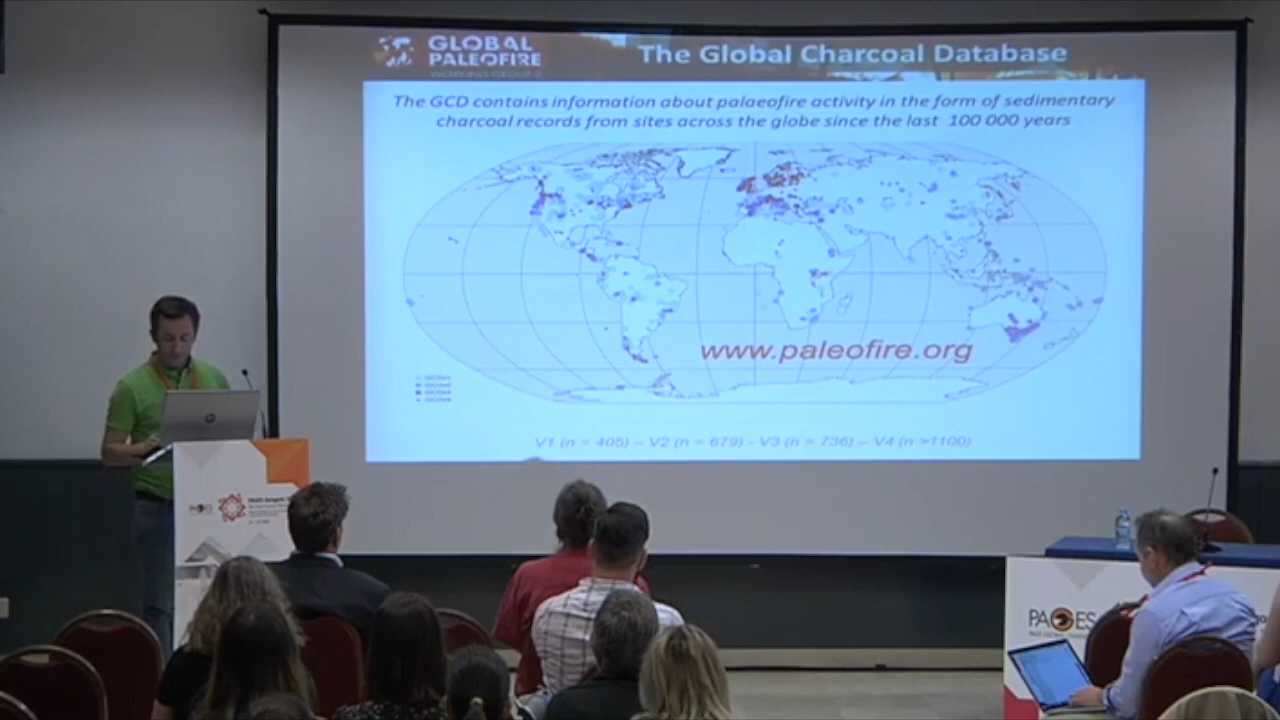 GLOBAL
PALEOFIRE
WORKING GROUP 2
The Global Charcoal Database
The GCD contains information about palaeofire activity in the form of sedimentary
charcoal records from sites across the globe since the last 100 000 years
www.paleofire.org
V1 (n = 405) – V2 (n = 679) - V3 (n = 736) – V4 (n >1100)
hp
PAGES
PAGES